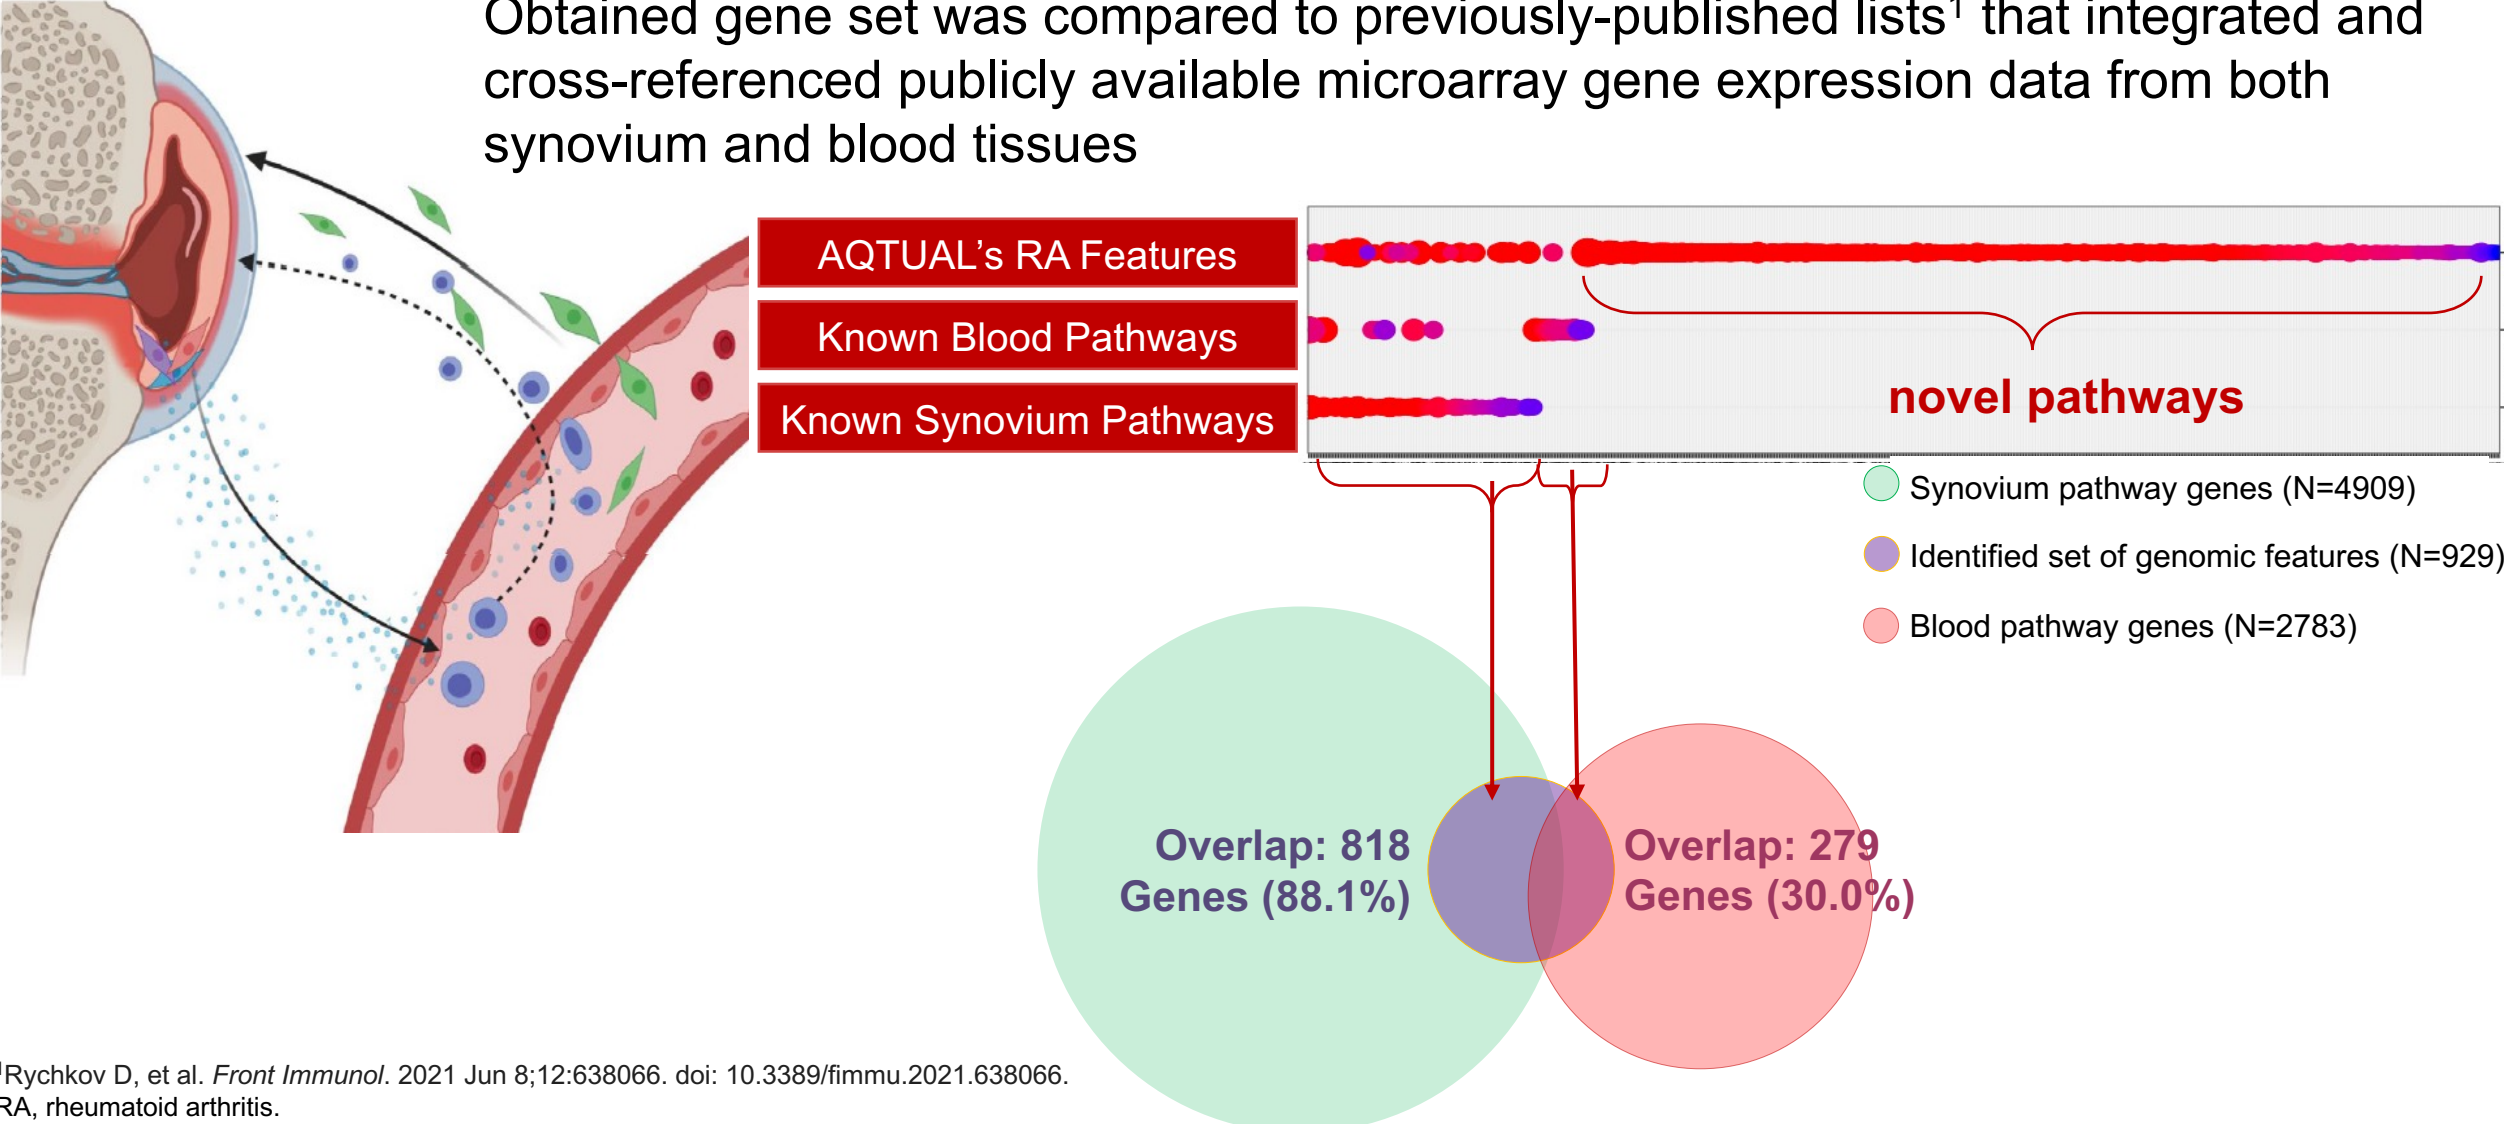 Obtained gene set was compared to previously-published lists¹ that integrated and
cross-referenced publicly available microarray gene expression data from both
synovium and blood tissues
AQTUAL’s RA Features
Known Blood Pathways
Known Synovium Pathways
novel pathways
Synovium pathway genes (N=4909)
Identified set of genomic features (N=929)
Blood pathway genes (N=2783)
Overlap: 818
Genes (88.1%)
Overlap: 279
Genes (30.0%)
¹Rychkov D, et al. Front Immunol. 2021 Jun 8;12:638066. doi: 10.3389/fimmu.2021.638066.
RA, rheumatoid arthritis.